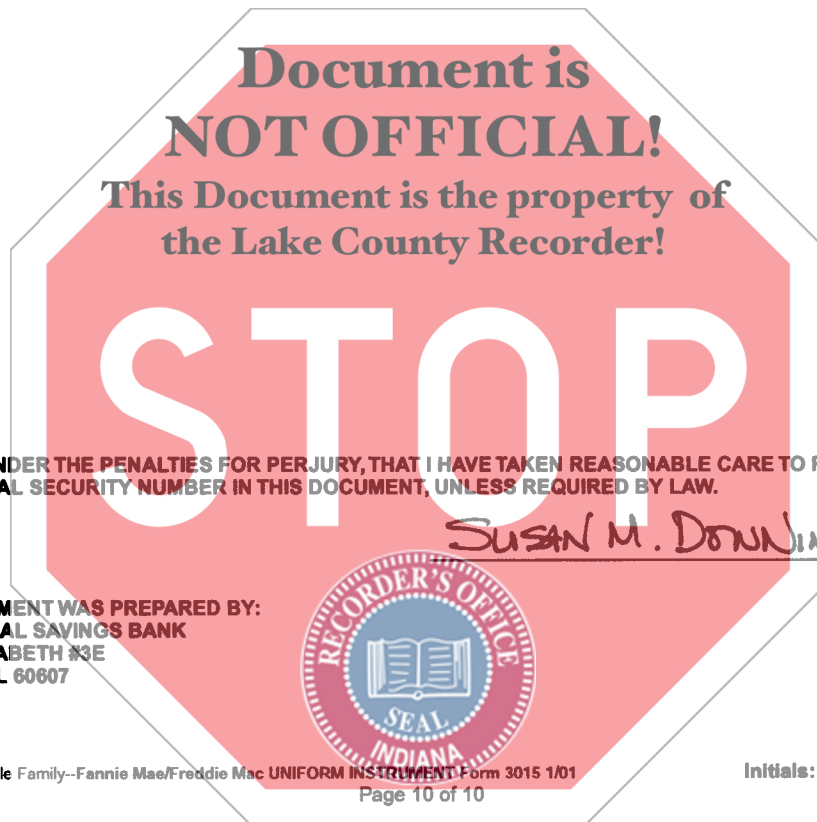 Document is
NOT OFFICIAL!
This Document is the property of
the Lake County Recorder!
STOP
NDER THE PENALTIES FOR PERJURY, THAT I HAVE TAKEN REASONABLE CARE TO
AL SECURITY NUMBER IN THIS DOCUMENT, UNLESS REQUIRED BY LAW.
SUSAN M. DONNIN
MENT WAS PREPARED BY:
AL SAVINGS BANK
ABETH #3E
L 60607
RECORDER'S OFFICE
SEAL
INDIANA
le Family--Fannie Mae/Freddie Mac UNIFORM INSTRUMENT Form 3015 1/01
Initials:
Page 10 of 10